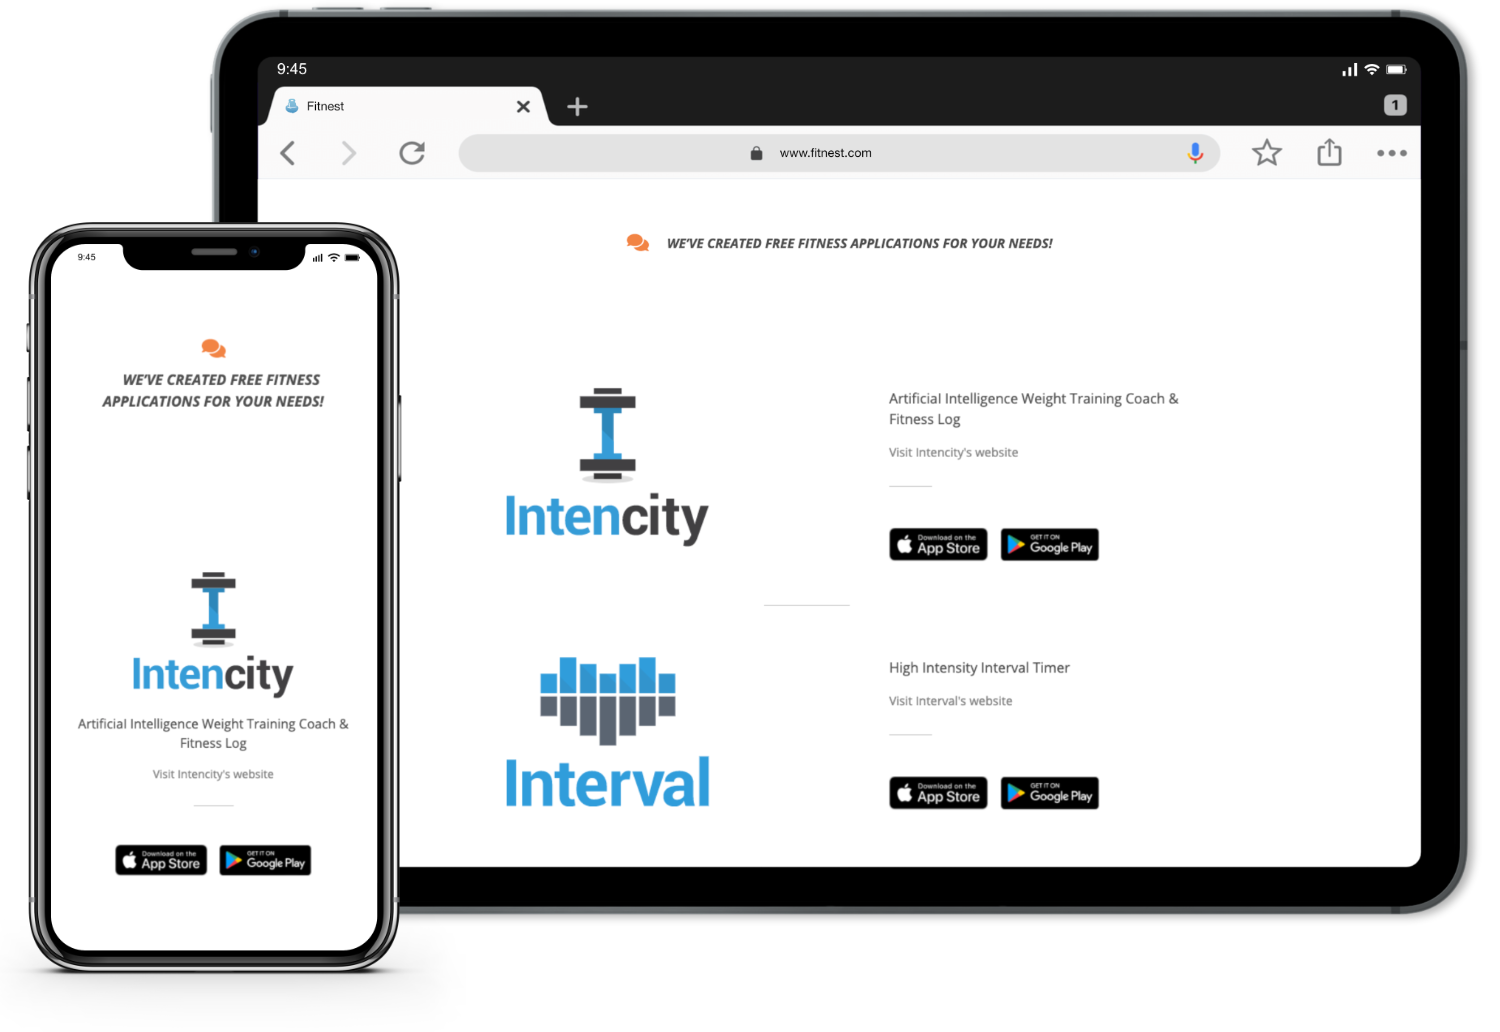 9:45
Fitnest
1
www.fitnest.com
WE'VE CREATED FREE FITNESS APPLICATIONS FOR YOUR NEEDS!
Intencity
Artificial Intelligence Weight Training Coach &
Fitness Log
Visit Intencity's website
Download on the
App Store
GET IT ON
Google Play
Interval
High Intensity Interval Timer
Visit Interval's website
Download on the
App Store
GET IT ON
Google Play
9:45
WE'VE CREATED FREE FITNESS
APPLICATIONS FOR YOUR NEEDS!
Intencity
Artificial Intelligence Weight Training Coach &
Fitness Log
Visit Intencity's website
Download on the
App Store
GET IT ON
Google Play